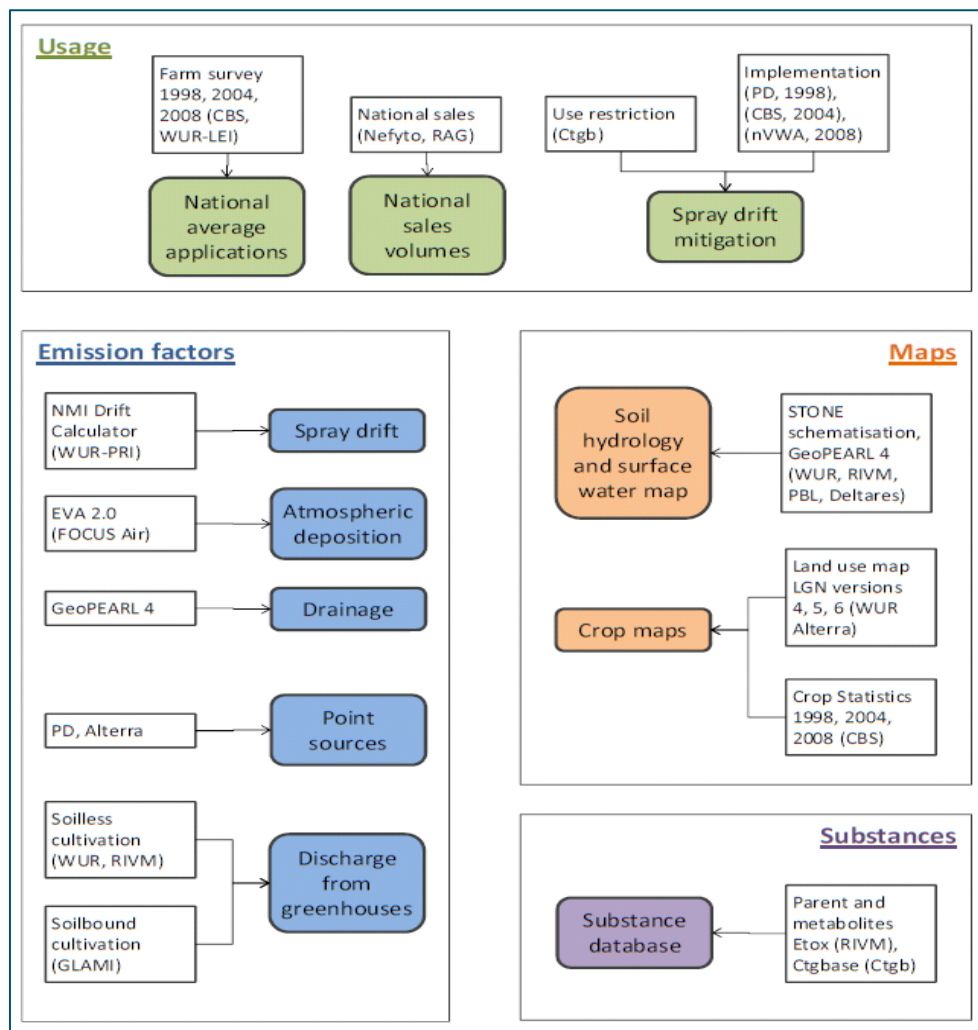 Usage
Farm survey
1998, 2004,
2008 (CBS,
WUR-LEI)
National sales
(Nefyto, RAG)
Use restriction
(Ctgb)
Implementation
(PD, 1998),
(CBS, 2004),
(nVWA, 2008)
National
average
applications
National
sales
volumes
Spray drift
mitigation
Emission factors
NMI Drift
Calculator
(WUR-PRI)
Spray drift
EVA 2.0
(FOCUS Air)
Atmospheric
deposition
GeoPEARL 4
Drainage
PD, Alterra
Point
sources
Soilless
cultivation
(WUR, RIVM)
Soilbound
cultivation
(GLAMI)
Discharge
from
greenhouses
Maps
Soil
hydrology
and surface
water map
STONE
schematisation,
GeoPEARL 4
(WUR, RIVM,
PBL, Deltares)
Crop maps
Land use map
LGN versions
4, 5, 6 (WUR
Alterra)
Crop Statistics
1998, 2004,
2008 (CBS)
Substances
Substance
database
Parent and
metabolites
Etox (RIVM),
Ctgbase (Ctgb)